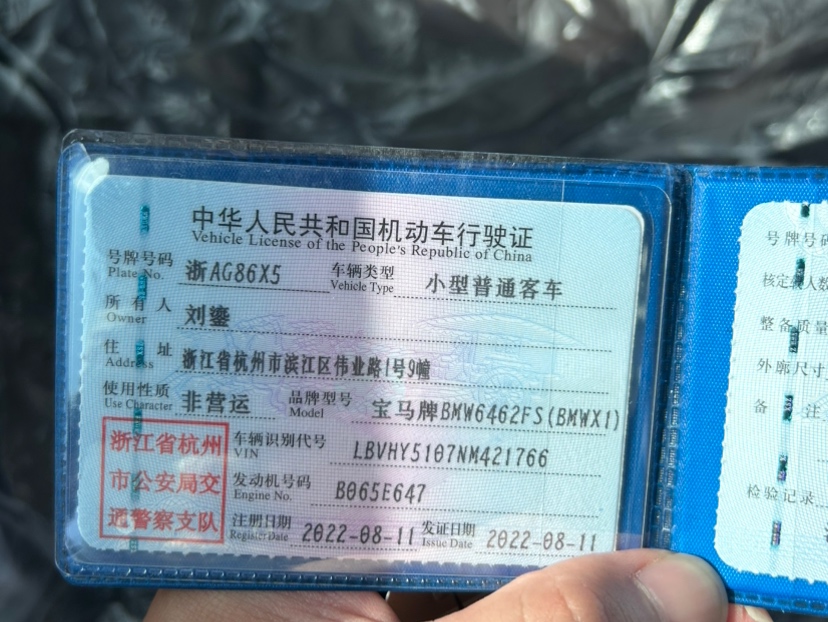 中华人民共和国机动车行驶证
Vehicle License of the People's Republic of China
号牌号码 浙AG86X5 车辆类型 小型普通客车
Plate No. Vehicle Type
所有人 刘鎏
Owner
住址 浙江省杭州市滨江区伟业路1号9幢
Address
使用性质 非营运 品牌型号 宝马牌BMW6462FS(BMWX1)
Use Character Model
浙江省杭州
市公安局交
通警察支队
车辆识别代号 LBVHY5107NM421766
VIN
发动机号码 B065E647
Engine No.
注册日期 2022-08-11 发证日期 2022-08-11
Register Date Issue Date
号牌号码
核定载人数
整备质量
外廓尺寸
备注
检验记录